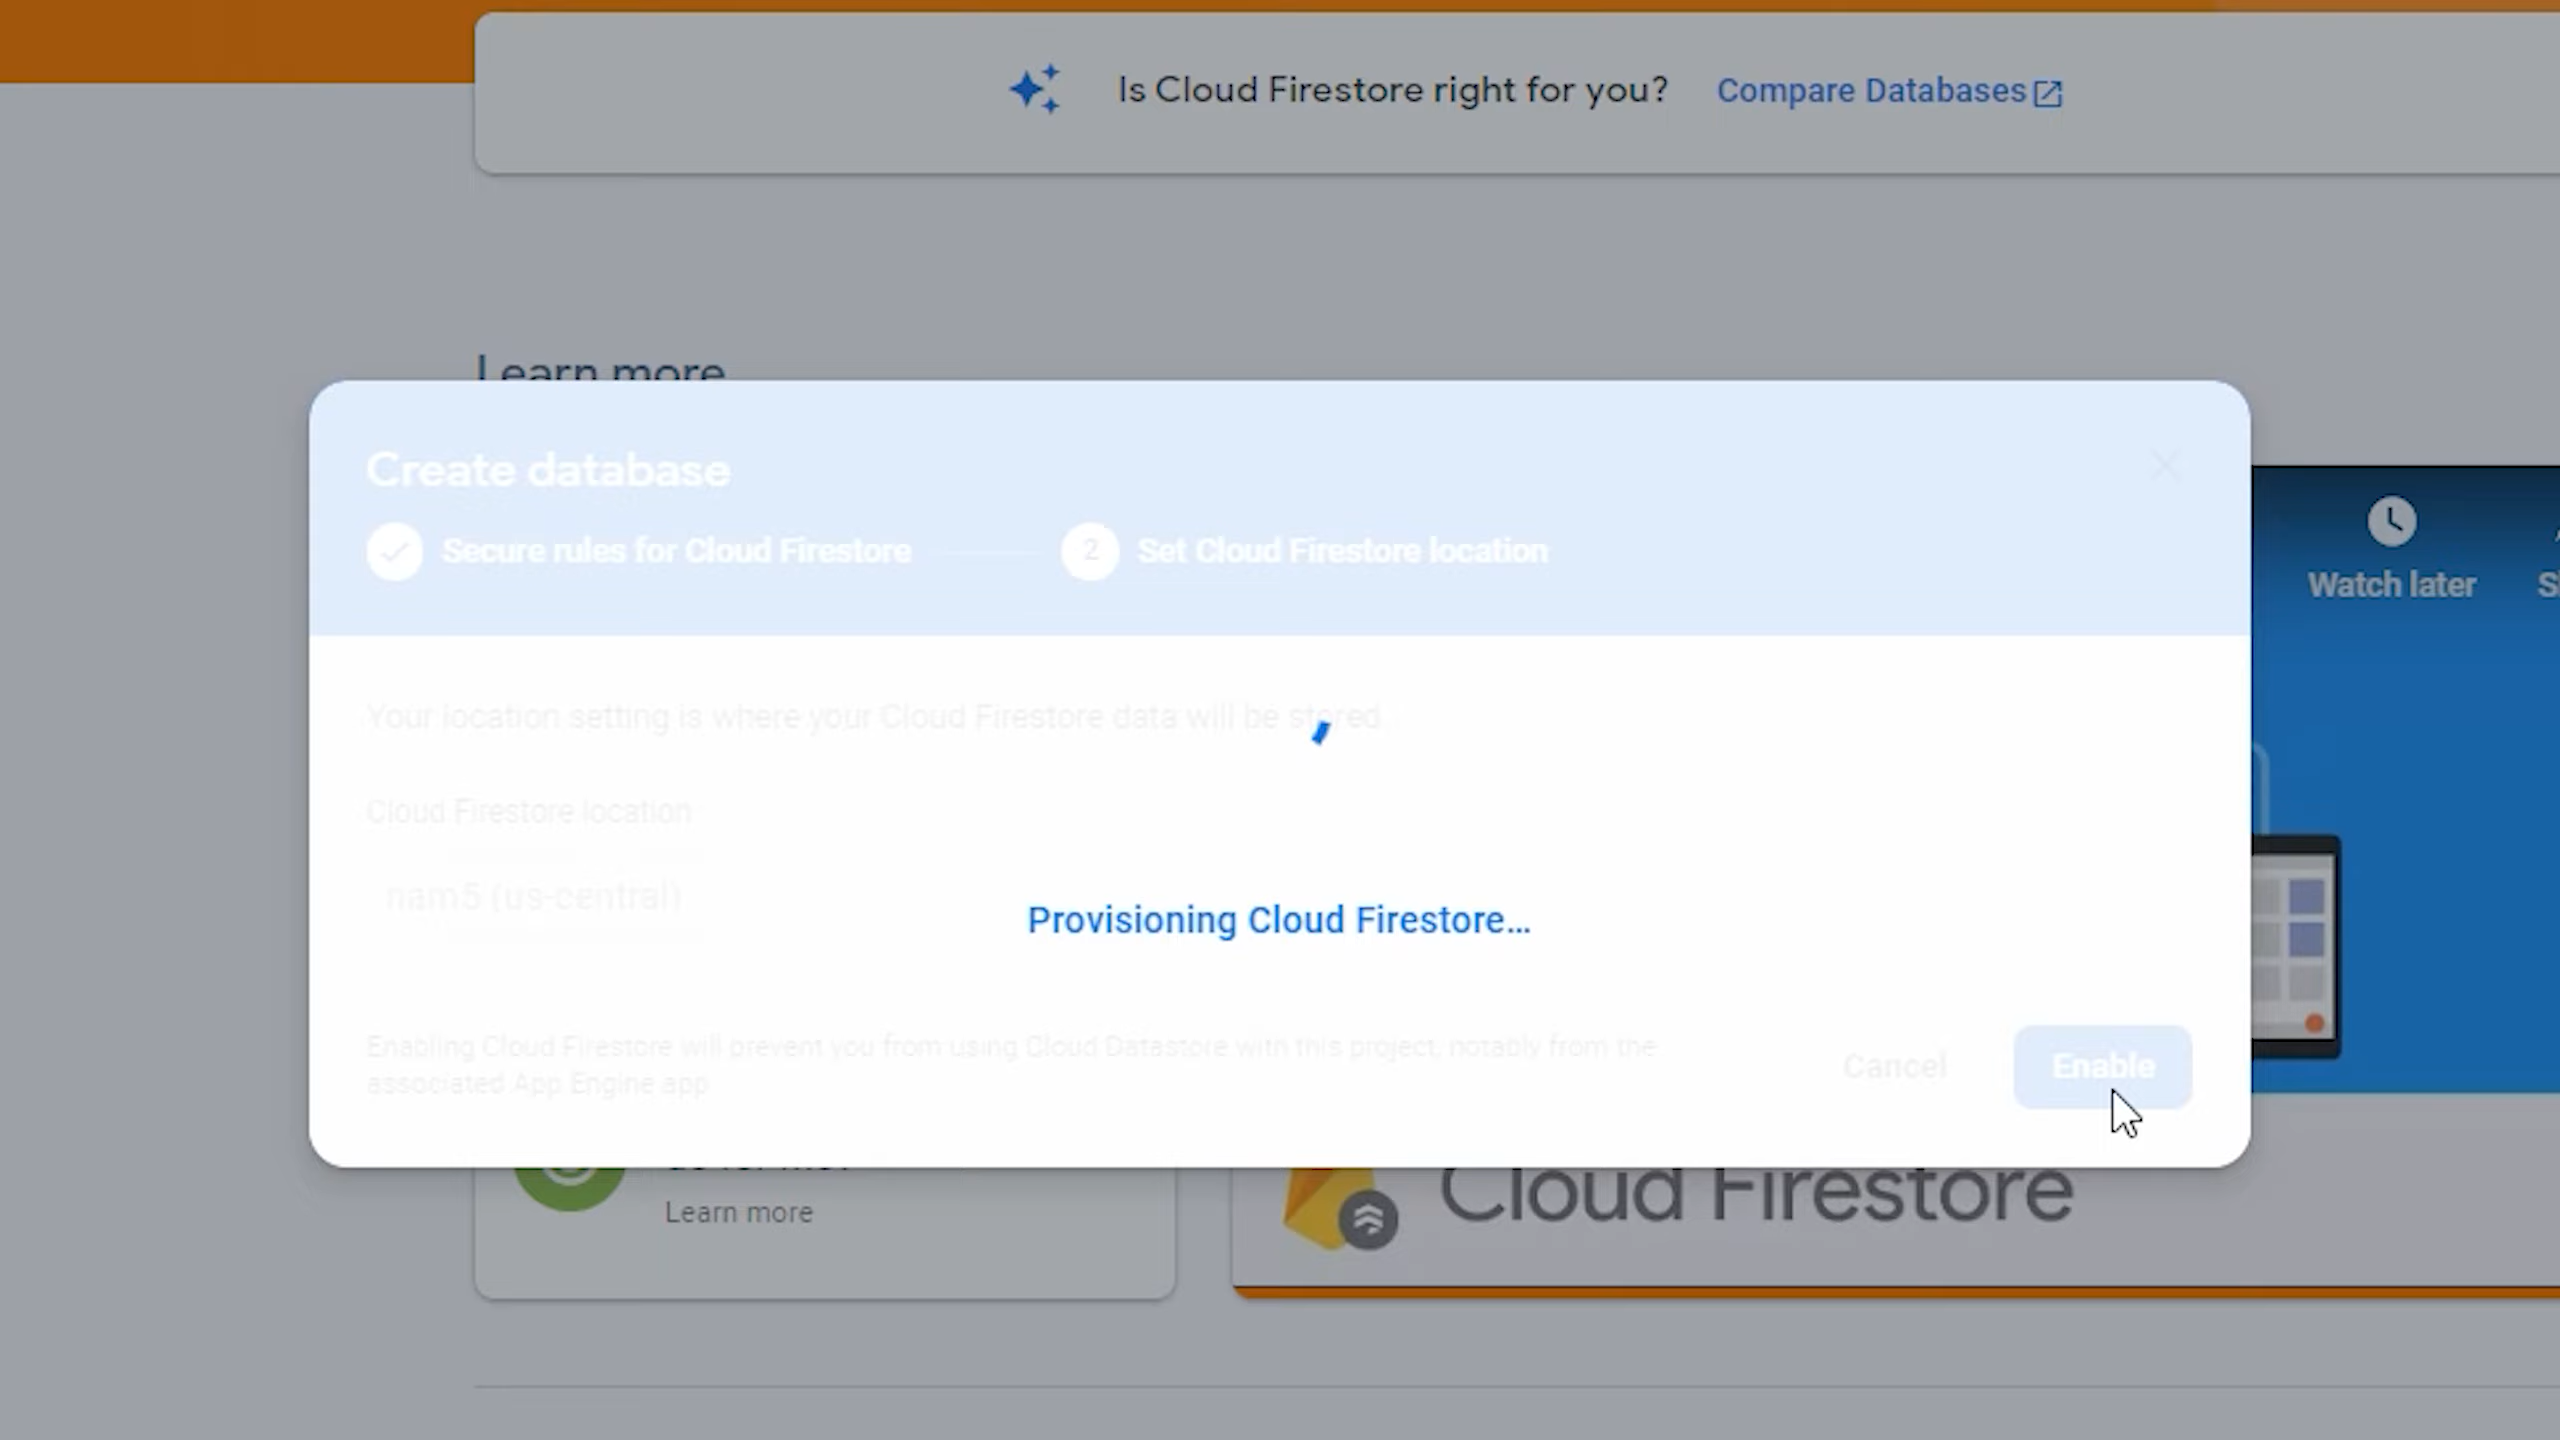 Is Cloud Firestore right for you? Compare Databases
Learn more
Create database
Secure rules for Cloud Firestore
2 Set Cloud Firestore location
Watch later
Your location setting is where your Cloud Firestore data will be stored.
Cloud Firestore location
nam5 (us-central)
Provisioning Cloud Firestore...
Enabling Cloud Firestore will prevent you from using Cloud Datastore with this project, notably from the
associated App Engine app
Cancel
Enable
Learn more
Cloud Firestore